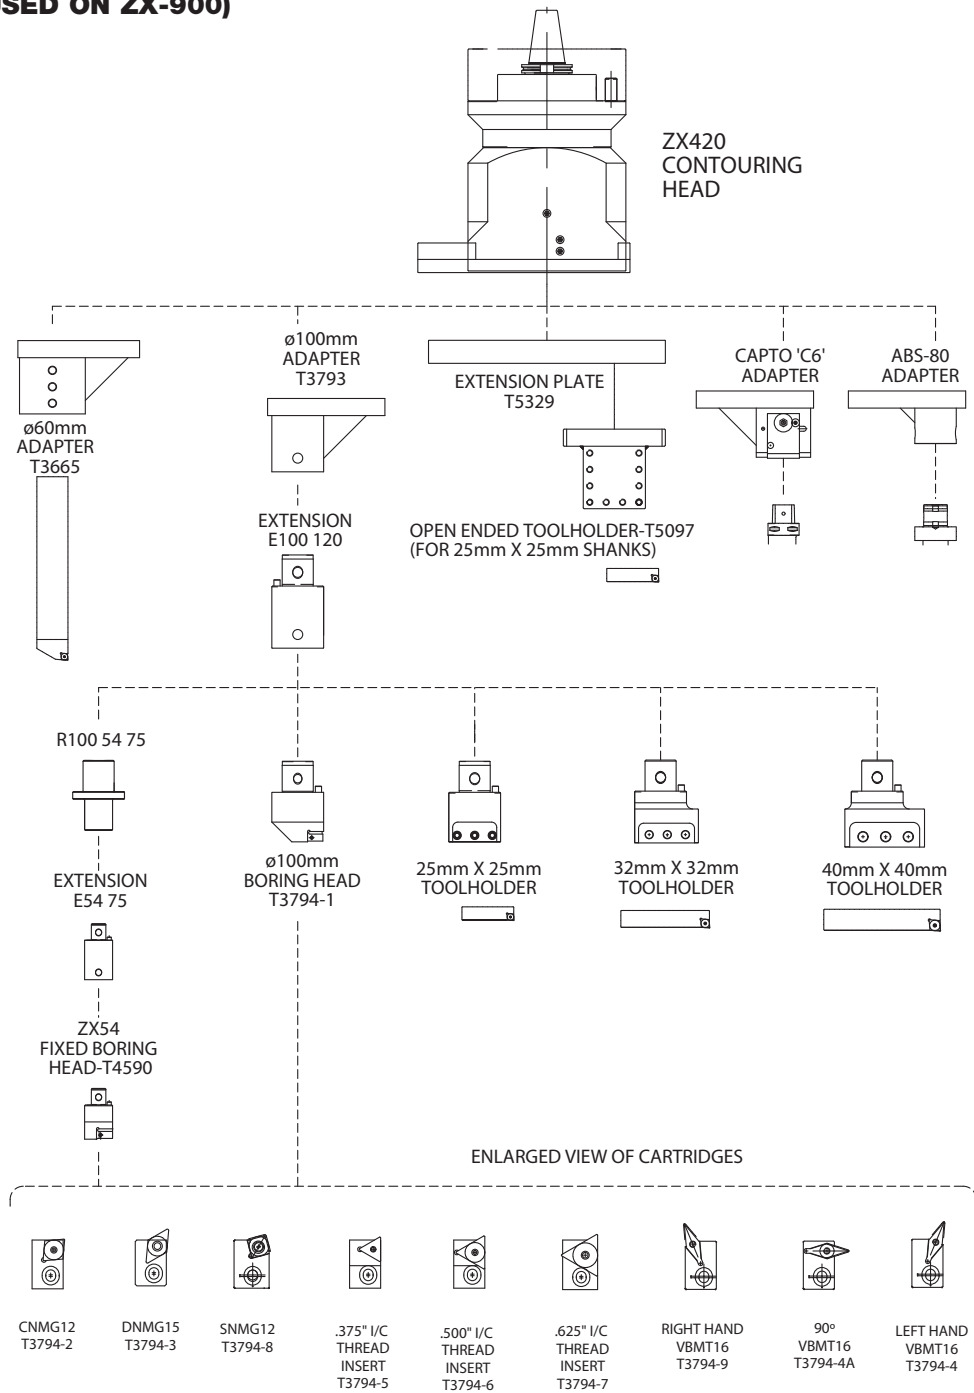 USED ON ZX-900)
ZX420
CONTOURING
HEAD
ø60mm
ADAPTER
T3665
ø100mm
ADAPTER
T3793
EXTENSION PLATE
T5329
CAPTO 'C6'
ADAPTER
ABS-80
ADAPTER
EXTENSION
E100 120
OPEN ENDED TOOLHOLDER-T5097
(FOR 25mm X 25mm SHANKS)
R100 54 75
EXTENSION
E54 75
ZX54
FIXED BORING
HEAD-T4590
ø100mm
BORING HEAD
T3794-1
25mm X 25mm
TOOLHOLDER
32mm X 32mm
TOOLHOLDER
40mm X 40mm
TOOLHOLDER
ENLARGED VIEW OF CARTRIDGES
CNMG12
T3794-2
DNMG15
T3794-3
SNMG12
T3794-8
.375" I/C
THREAD
INSERT
T3794-5
.500" I/C
THREAD
INSERT
T3794-6
.625" I/C
THREAD
INSERT
T3794-7
RIGHT HAND
VBMT16
T3794-9
90º
VBMT16
T3794-4A
LEFT HAND
VBMT16
T3794-4